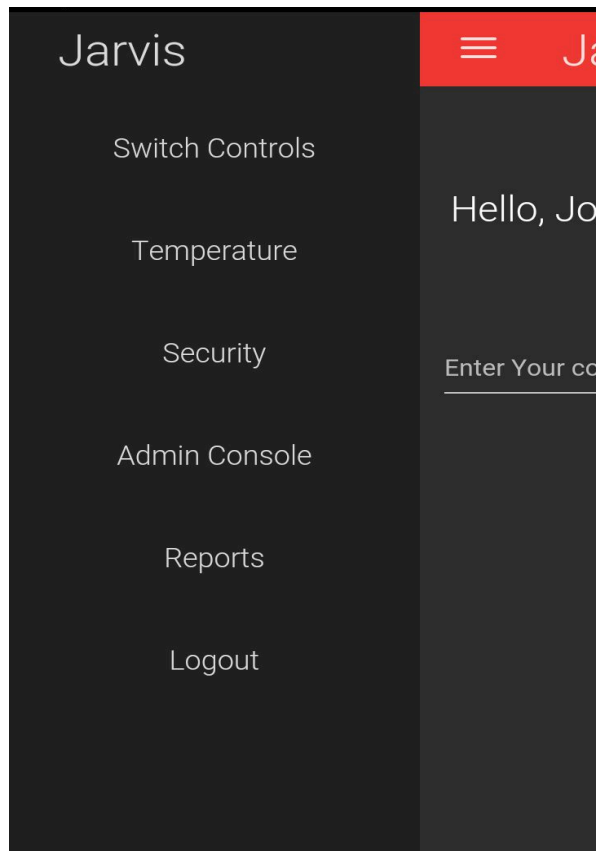 Jarvis
Switch Controls
Temperature
Security
Admin Console
Reports
Logout
Ja
Hello, Jo
Enter Your co